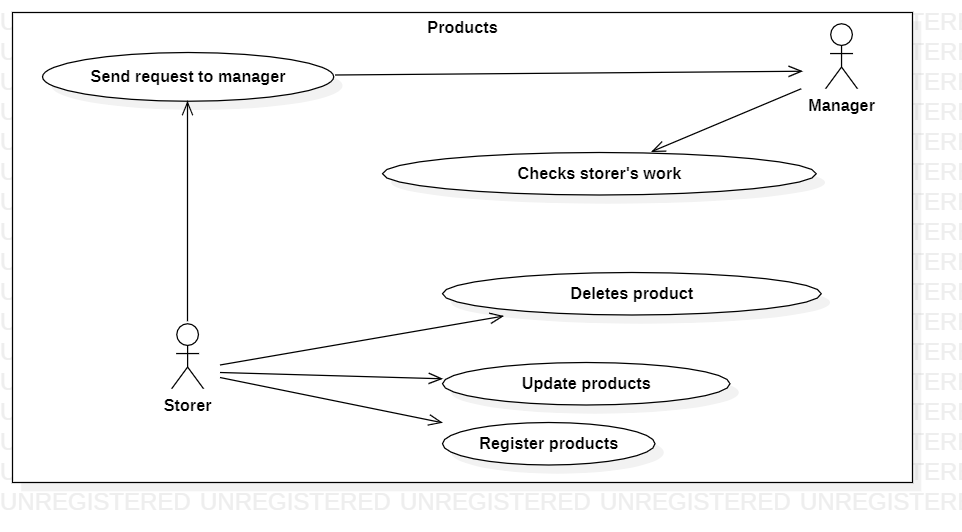 Products
Send request to manager
Manager
Checks storer's work
Deletes product
Storer
Update products
Register products
UNREGISTERED UNREGISTERED UNREGISTERED UNREGISTERED UNREGISTERI